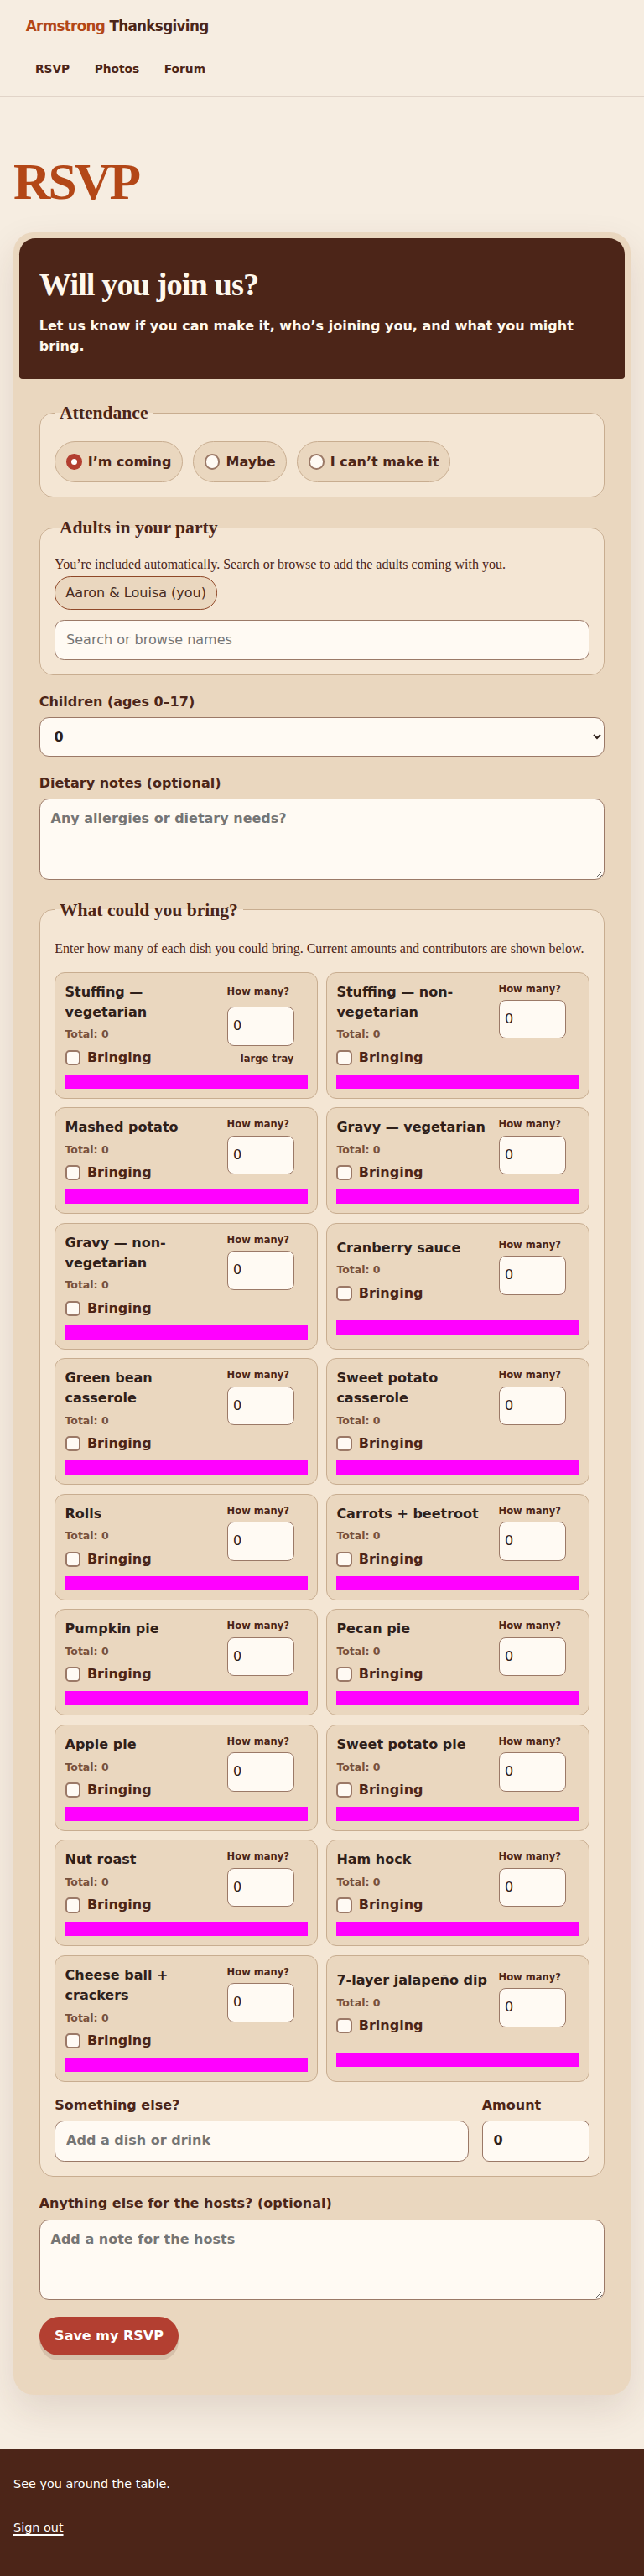 Armstrong Thanksgiving
RSVP Photos Forum
RSVP
Will you join us?
Let us know if you can make it, who’s joining you, and what you might
bring.
Attendance
I’m coming
Maybe
I can’t make it
Adults in your party
You’re included automatically. Search or browse to add the adults coming with you.
Aaron & Louisa (you)
Search or browse names
Children (ages 0–17)
0
Dietary notes (optional)
Any allergies or dietary needs?
What could you bring?
Enter how many of each dish you could bring. Current amounts and contributors are shown below.
Stuffing —
vegetarian
Total: 0
Bringing
How many?
0
large tray
Stuffing — non-
vegetarian
Total: 0
Bringing
How many?
0
Mashed potato
Total: 0
Bringing
How many?
0
Gravy — vegetarian
Total: 0
Bringing
How many?
0
Gravy — non-
vegetarian
Total: 0
Bringing
How many?
0
Cranberry sauce
Total: 0
Bringing
How many?
0
Green bean
casserole
Total: 0
Bringing
How many?
0
Sweet potato
casserole
Total: 0
Bringing
How many?
0
Rolls
Total: 0
Bringing
How many?
0
Carrots + beetroot
Total: 0
Bringing
How many?
0
Pumpkin pie
Total: 0
Bringing
How many?
0
Pecan pie
Total: 0
Bringing
How many?
0
Apple pie
Total: 0
Bringing
How many?
0
Sweet potato pie
Total: 0
Bringing
How many?
0
Nut roast
Total: 0
Bringing
How many?
0
Ham hock
Total: 0
Bringing
How many?
0
Cheese ball +
crackers
Total: 0
Bringing
How many?
0
7-layer jalapeño dip
Total: 0
Bringing
How many?
0
Something else?
Add a dish or drink
Amount
0
Anything else for the hosts? (optional)
Add a note for the hosts
Save my RSVP
See you around the table.
Sign out